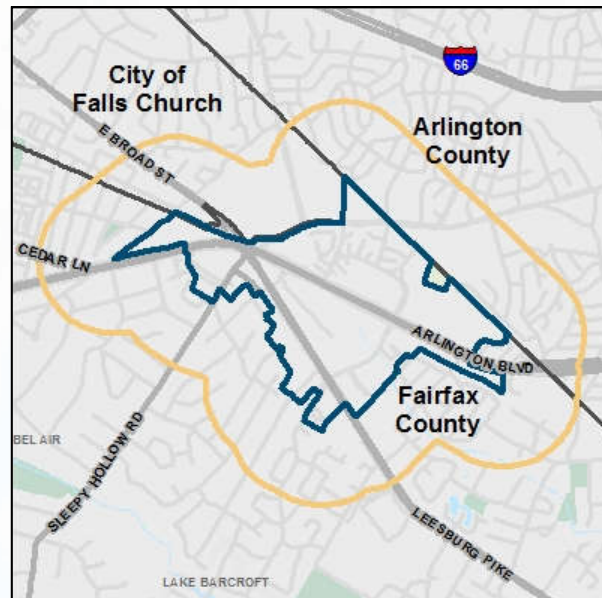 66
City of
Falls Church
Arlington
County
E BROAD ST
CEDAR LN
ARLINGTON BLVD
Fairfax
County
BEL AIR
SLEEPY HOLLOW RD
LEESBURG PIKE
LAKE BARCROFT